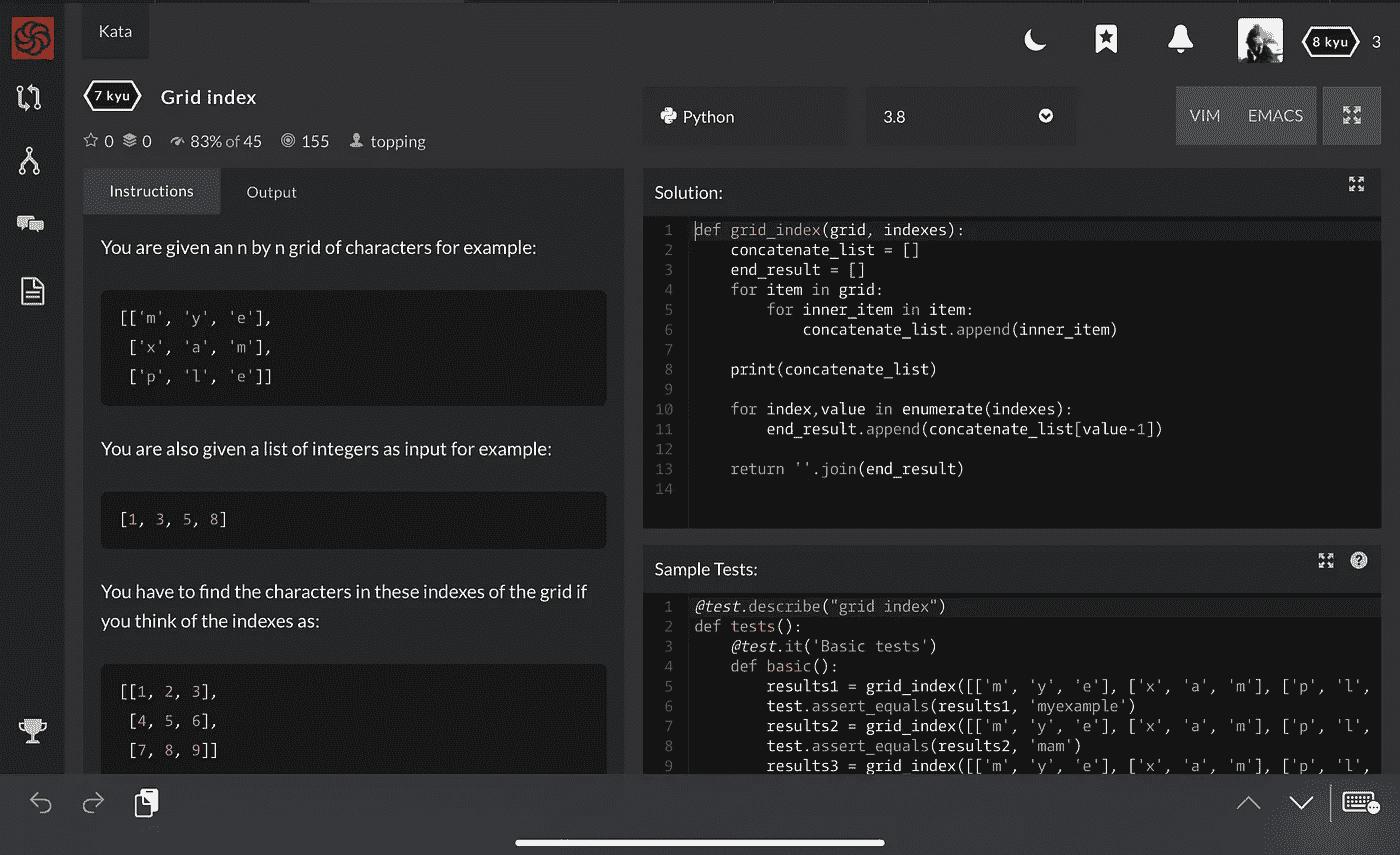 Kata
8 kyu 3
7 kyu Grid index
0 0 83% of 45 155 topping
Python 3.8 VIM EMACS
Instructions Output
You are given an n by n grid of characters for example:
[['m', 'y', 'e'],
['x', 'a', 'm'],
['p', 'l', 'e']]
You are also given a list of integers as input for example:
[1, 3, 5, 8]
You have to find the characters in these indexes of the grid if
you think of the indexes as:
[[1, 2, 3],
[4, 5, 6],
[7, 8, 9]]
Solution:
1 def grid_index(grid, indexes):
2 concatenate_list = []
3 end_result = []
4 for item in grid:
5 for inner_item in item:
6 concatenate_list.append(inner_item)
7
8 print(concatenate_list)
9
10 for index,value in enumerate(indexes):
11 end_result.append(concatenate_list[value-1])
12
13 return ''.join(end_result)
14
Sample Tests:
1 @test.describe("grid index")
2 def tests():
3 @test.it('Basic tests')
4 def basic():
5 results1 = grid_index([['m', 'y', 'e'], ['x', 'a', 'm'], ['p', 'l',
6 test.assert_equals(results1, 'myexample')
7 results2 = grid_index([['m', 'y', 'e'], ['x', 'a', 'm'], ['p', 'l',
8 test.assert_equals(results2, 'mam')
9 results3 = grid_index([['m', 'y', 'e'], ['x', 'a', 'm'], ['p', 'l',